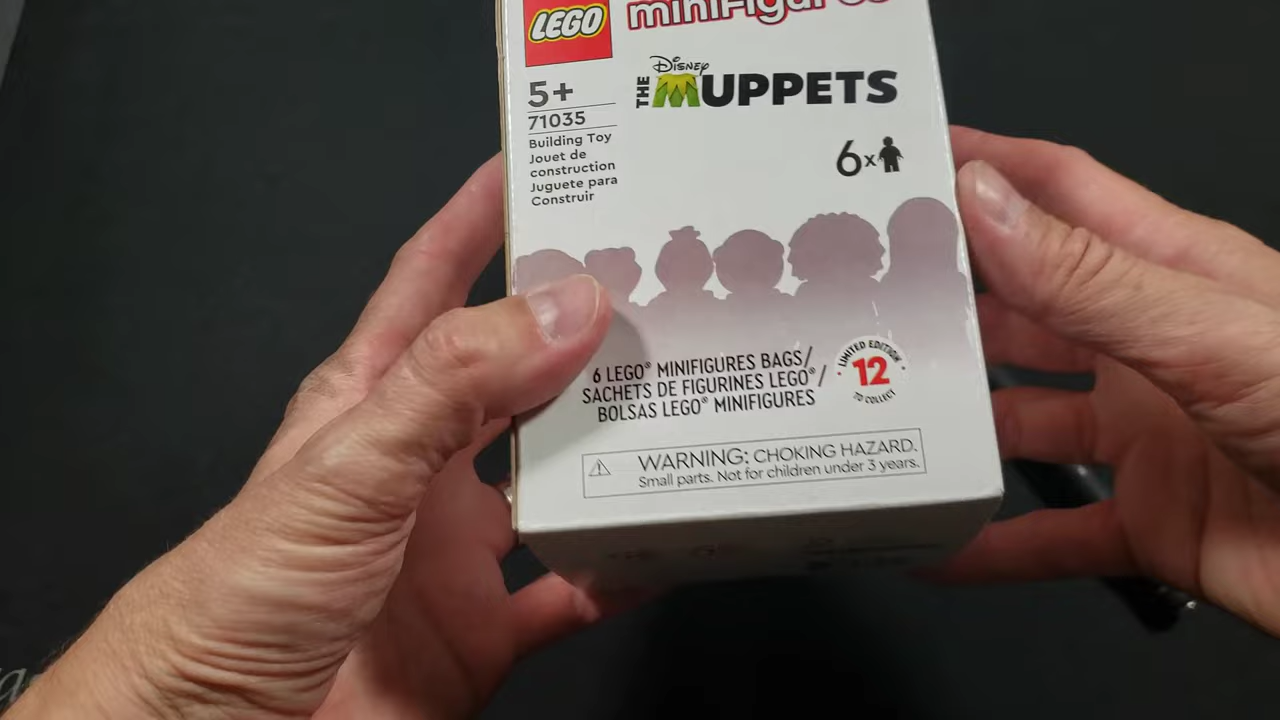 LEGO
minifigures
Disney
THE MUPPETS
5+
71035
Building Toy
Jouet de
construction
Juguete para
Construir
6x
6 LEGO® MINIFIGURES BAGS/
SACHETS DE FIGURINES LEGO®/
BOLSAS LEGO® MINIFIGURES
LIMITED EDITION
12
TO COLLECT
WARNING: CHOKING HAZARD.
Small parts. Not for children under 3 years.